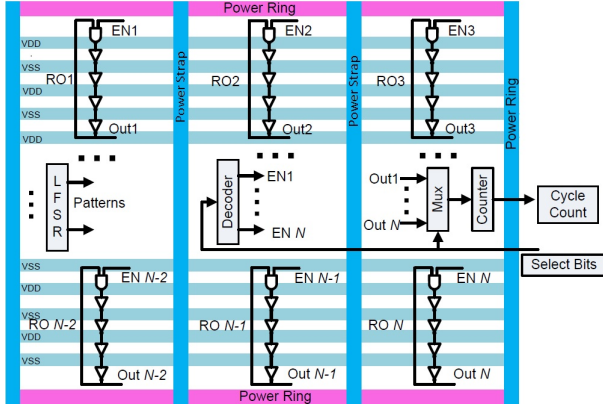 Power Ring
EN1
EN2
EN3
VDD
VSS
VDD
VSS
VDD
RO1
RO2
RO3
Power Strap
Power Strap
Power Ring
Out1
Out2
Out3
LFSR
Patterns
Decoder
EN1
EN N
Out1
Out N
Mux
Counter
Cycle
Count
Select Bits
VSS
VDD
VSS
VDD
VSS
EN N-2
EN N-1
EN N
RO N-2
RO N-1
RO N
Out N-2
Out N-1
Out N
Power Ring